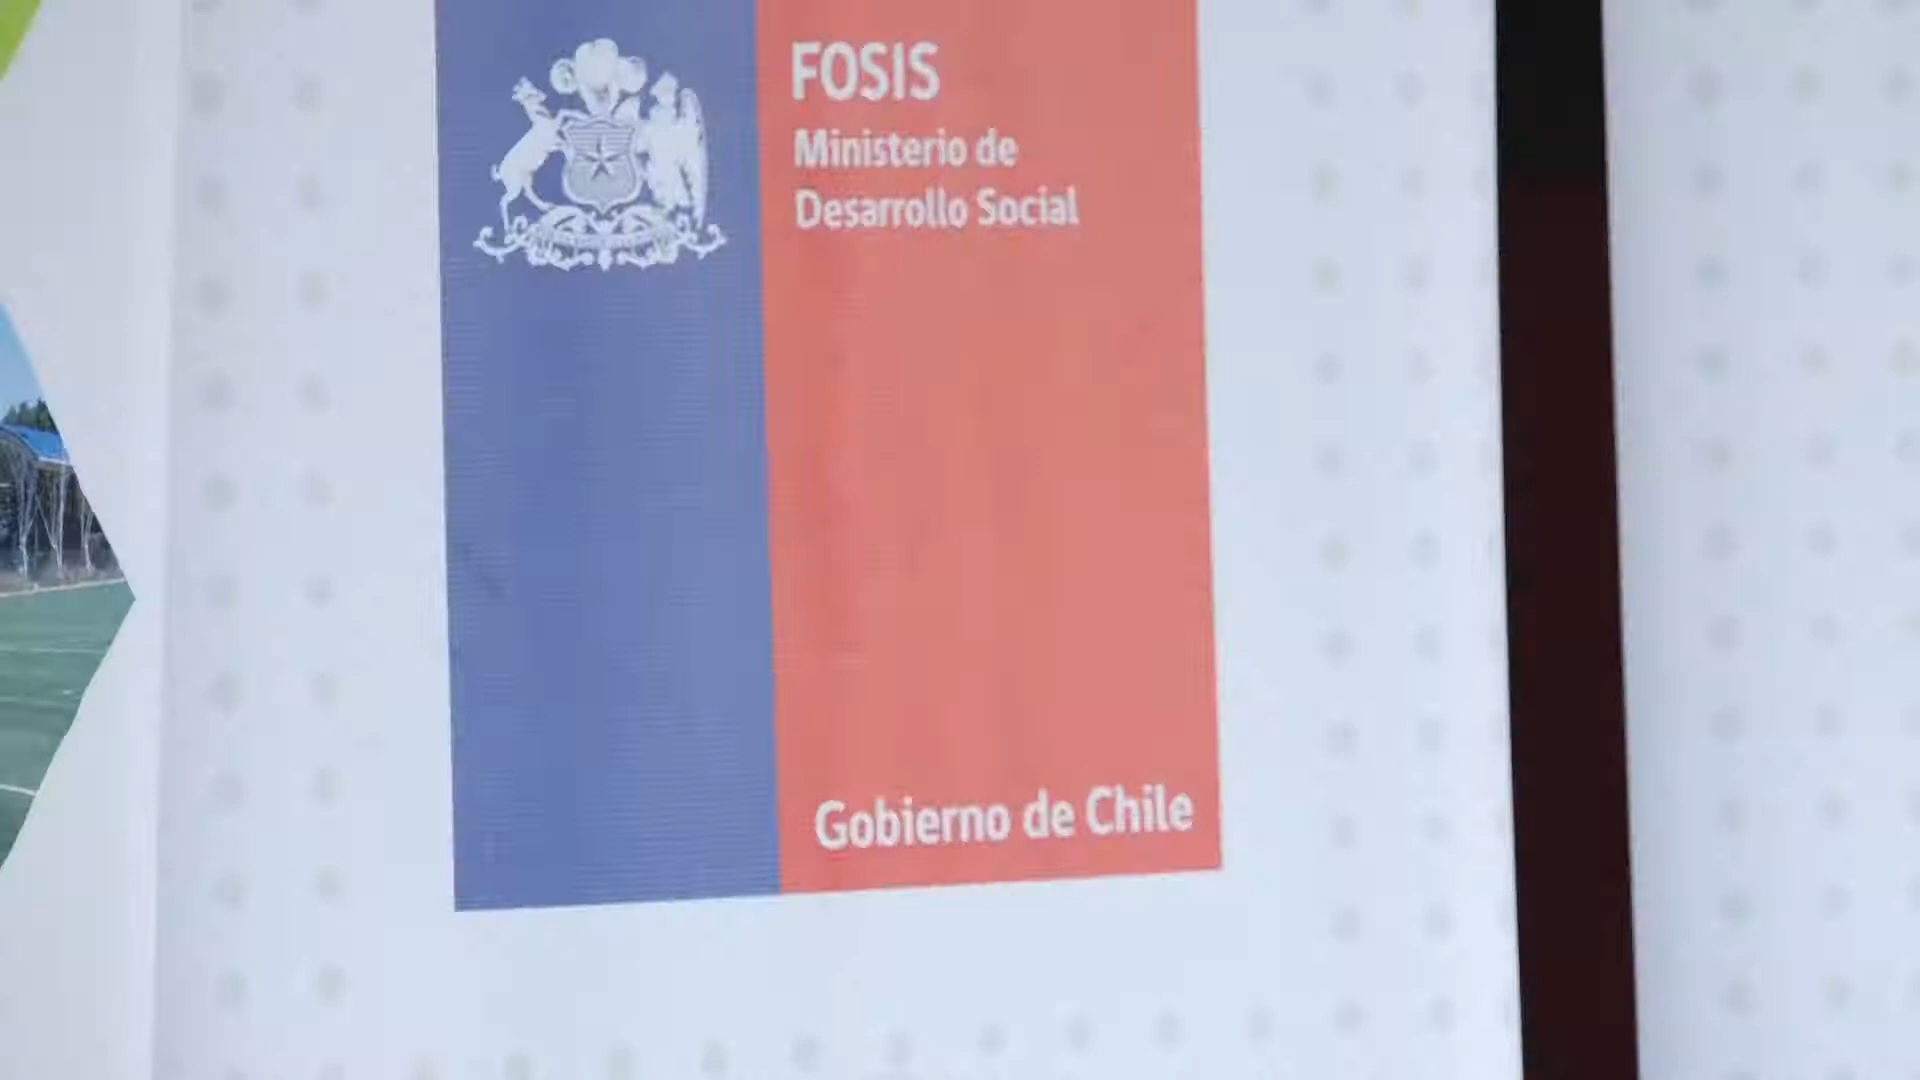 FOSIS
Ministerio de
Desarrollo Social
Gobierno de Chile